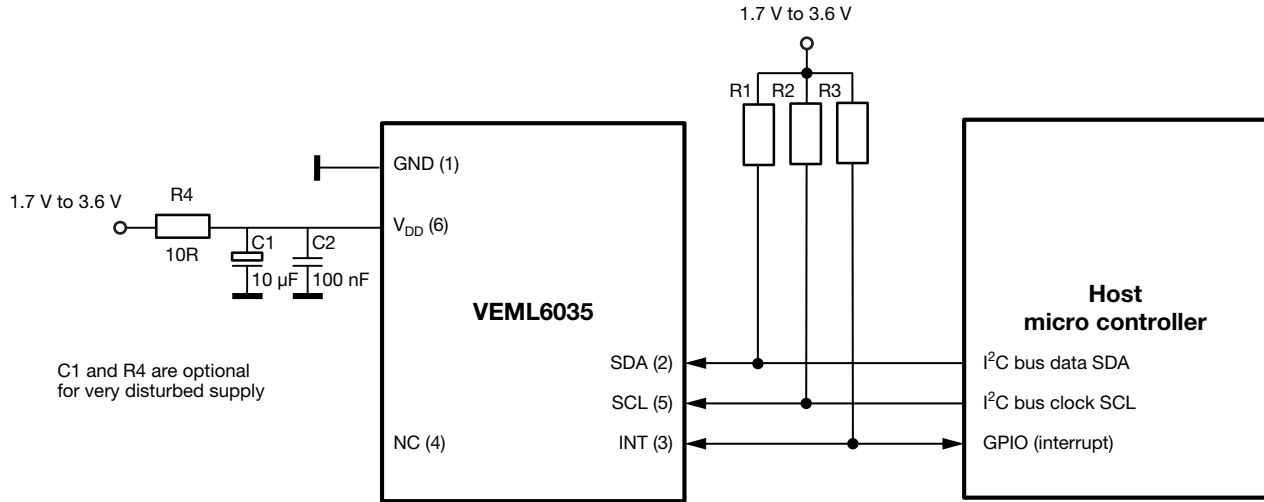 1.7 V to 3.6 V
R1 R2 R3
GND (1)
1.7 V to 3.6 V
R4
10R
C1
10 µF
C2
100 nF
V_DD (6)
VEML6035
Host
micro controller
C1 and R4 are optional
for very disturbed supply
SDA (2)
I²C bus data SDA
SCL (5)
I²C bus clock SCL
NC (4)
INT (3)
GPIO (interrupt)